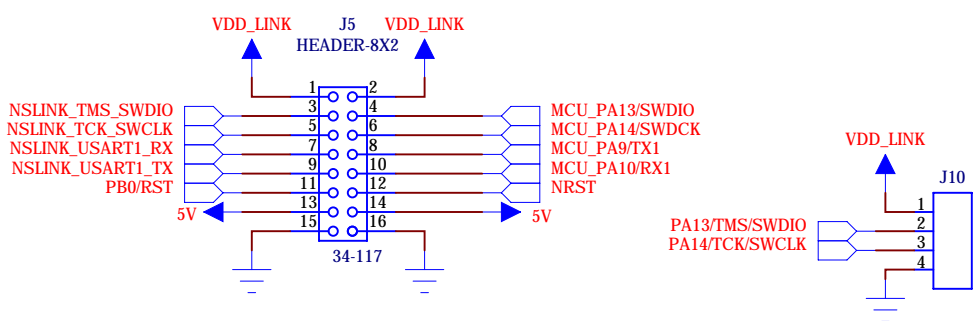 VDD_LINK J5 VDD_LINK
HEADER-8X2
1 2
NSLINK_TMS_SWDIO 3 4 MCU_PA13/SWDIO
NSLINK_TCK_SWCLK 5 6 MCU_PA14/SWDCK
NSLINK_USART1_RX 7 8 MCU_PA9/TX1
NSLINK_USART1_TX 9 10 MCU_PA10/RX1
PB0/RST 11 12 NRST
5V 13 14 5V
15 16
34-117
VDD_LINK
J10
1
PA13/TMS/SWDIO 2
PA14/TCK/SWCLK 3
4